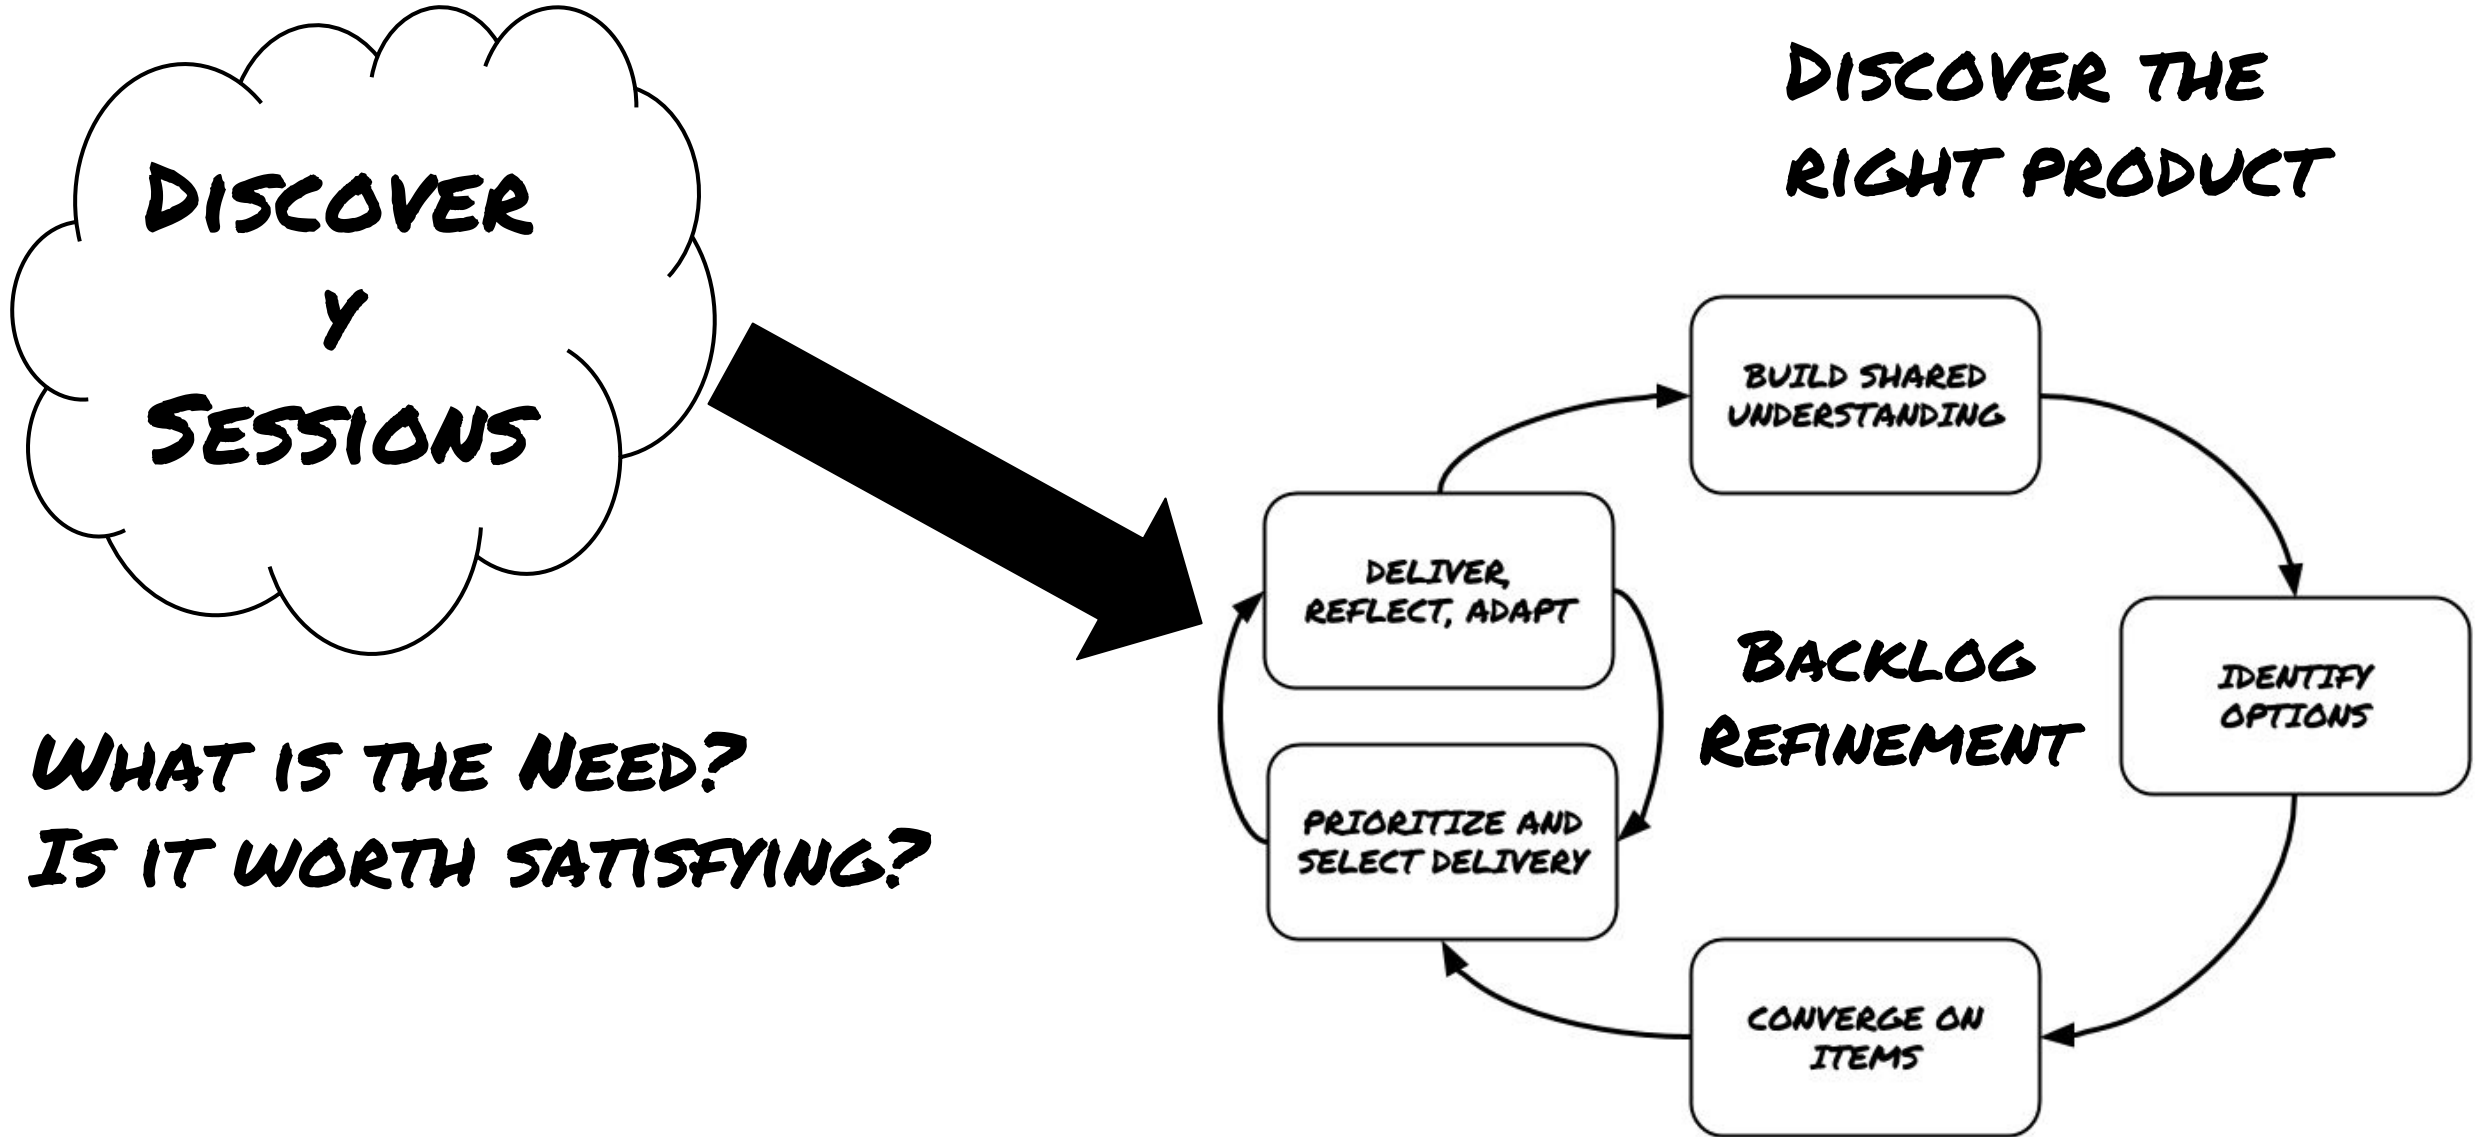 Discover
y
Sessions
What is the Need?
Is it worth satisfying?
Discover the
right product
Build shared
understanding
Deliver,
reflect, adapt
Backlog
Refinement
Identify
options
Prioritize and
select delivery
Converge on
items